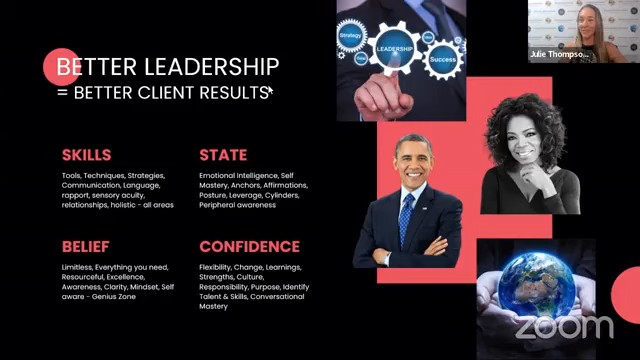 BETTER LEADERSHIP
= BETTER CLIENT RESULTS
SKILLS
Tools, Techniques, Strategies,
Communication, Language,
rapport, sensory acuity,
relationships, holistic - all areas
STATE
Emotional Intelligence, Self
Mastery, Anchors, Affirmations,
Posture, Leverage, Cylinders,
Peripheral awareness
BELIEF
Limitless, Everything you need,
Resourceful, Excellence,
Awareness, Clarity, Mindset, Self
aware - Genius Zone
CONFIDENCE
Flexibility, Change, Learnings,
Strengths, Culture,
Responsibility, Purpose, Identify
Talent & Skills, Conversational
Mastery
Strategy
LEADERSHIP
Success
Julie Thompso...
zoom